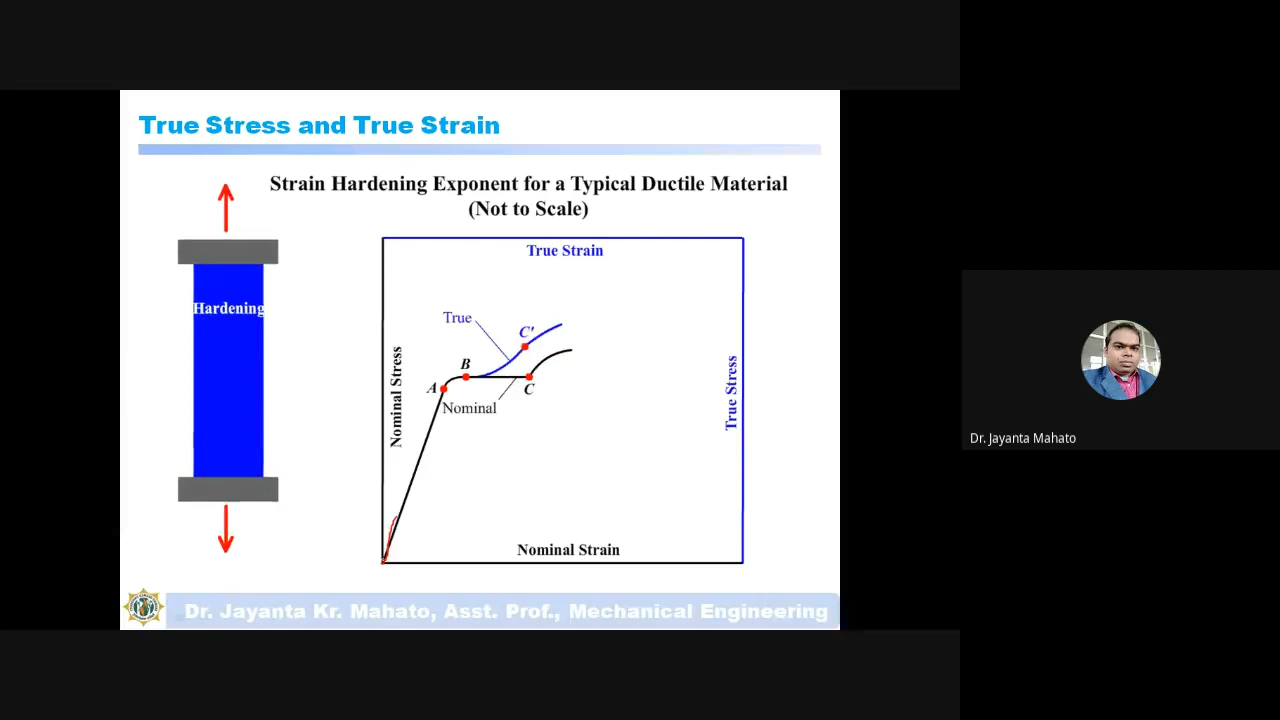 True Stress and True Strain
Strain Hardening Exponent for a Typical Ductile Material
(Not to Scale)
True Strain
Hardening
True
C'
B
A
C
Nominal
Nominal Stress
True Stress
Nominal Strain
Dr. Jayanta Kr. Mahato, Asst. Prof., Mechanical Engineering
Dr. Jayanta Mahato